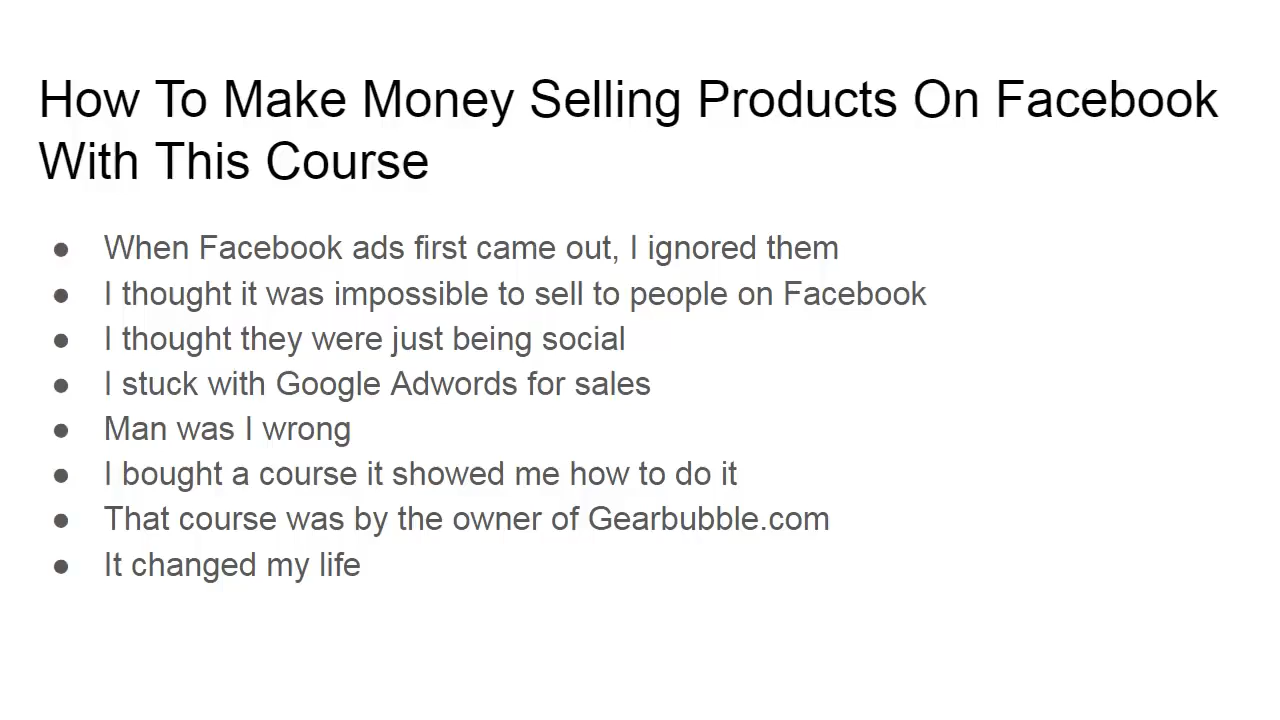 How To Make Money Selling Products On Facebook
With This Course
● When Facebook ads first came out, I ignored them
● I thought it was impossible to sell to people on Facebook
● I thought they were just being social
● I stuck with Google Adwords for sales
● Man was I wrong
● I bought a course it showed me how to do it
● That course was by the owner of Gearbubble.com
● It changed my life